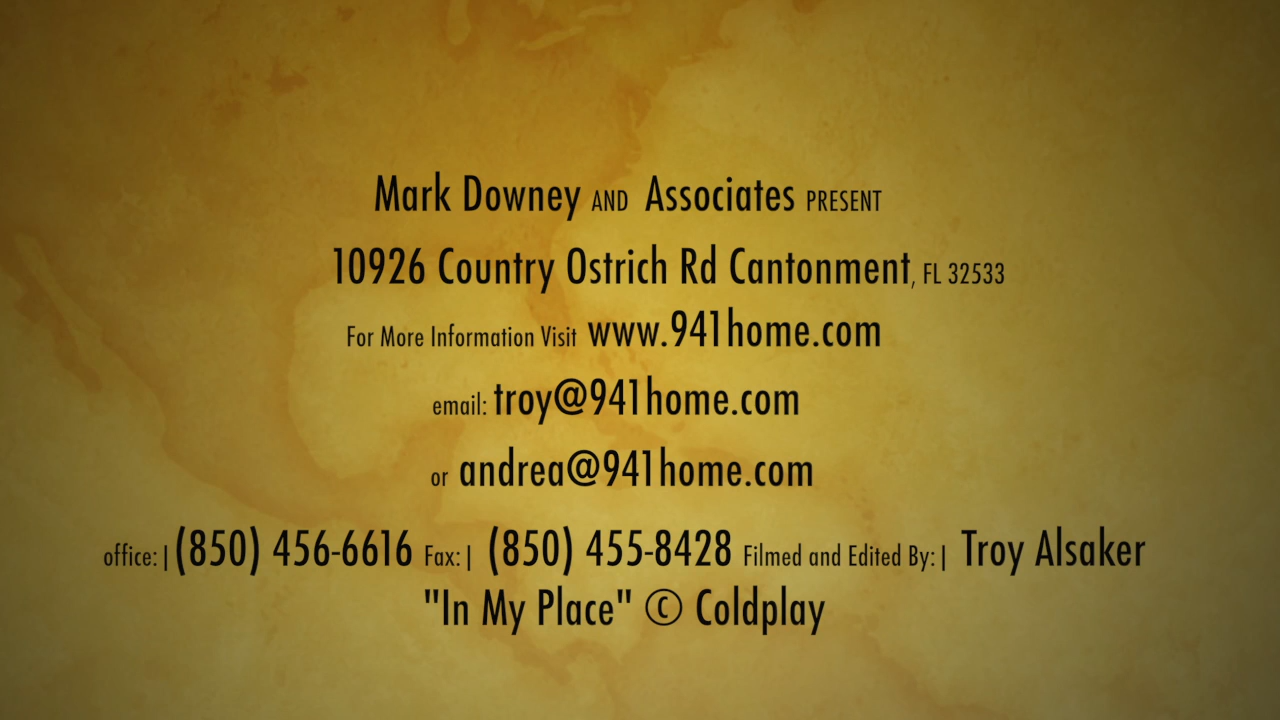 Mark Downey AND Associates PRESENT
10926 Country Ostrich Rd Cantonment, FL 32533
For More Information Visit www.941home.com
email: troy@941home.com
or andrea@941home.com
office: | (850) 456-6616 Fax: | (850) 455-8428 Filmed and Edited By: | Troy Alsaker
"In My Place" © Coldplay